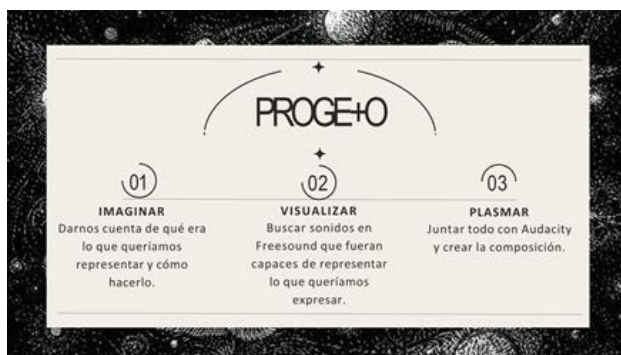 PROGE+O
01
IMAGINAR
Darnos cuenta de qué era
lo que queríamos
representar y cómo
hacerlo.
02
VISUALIZAR
Buscar sonidos en
Freesound que fueran
capaces de representar
lo que queríamos
expresar.
03
PLASMAR
Juntar todo con Audacity
y crear la composición.